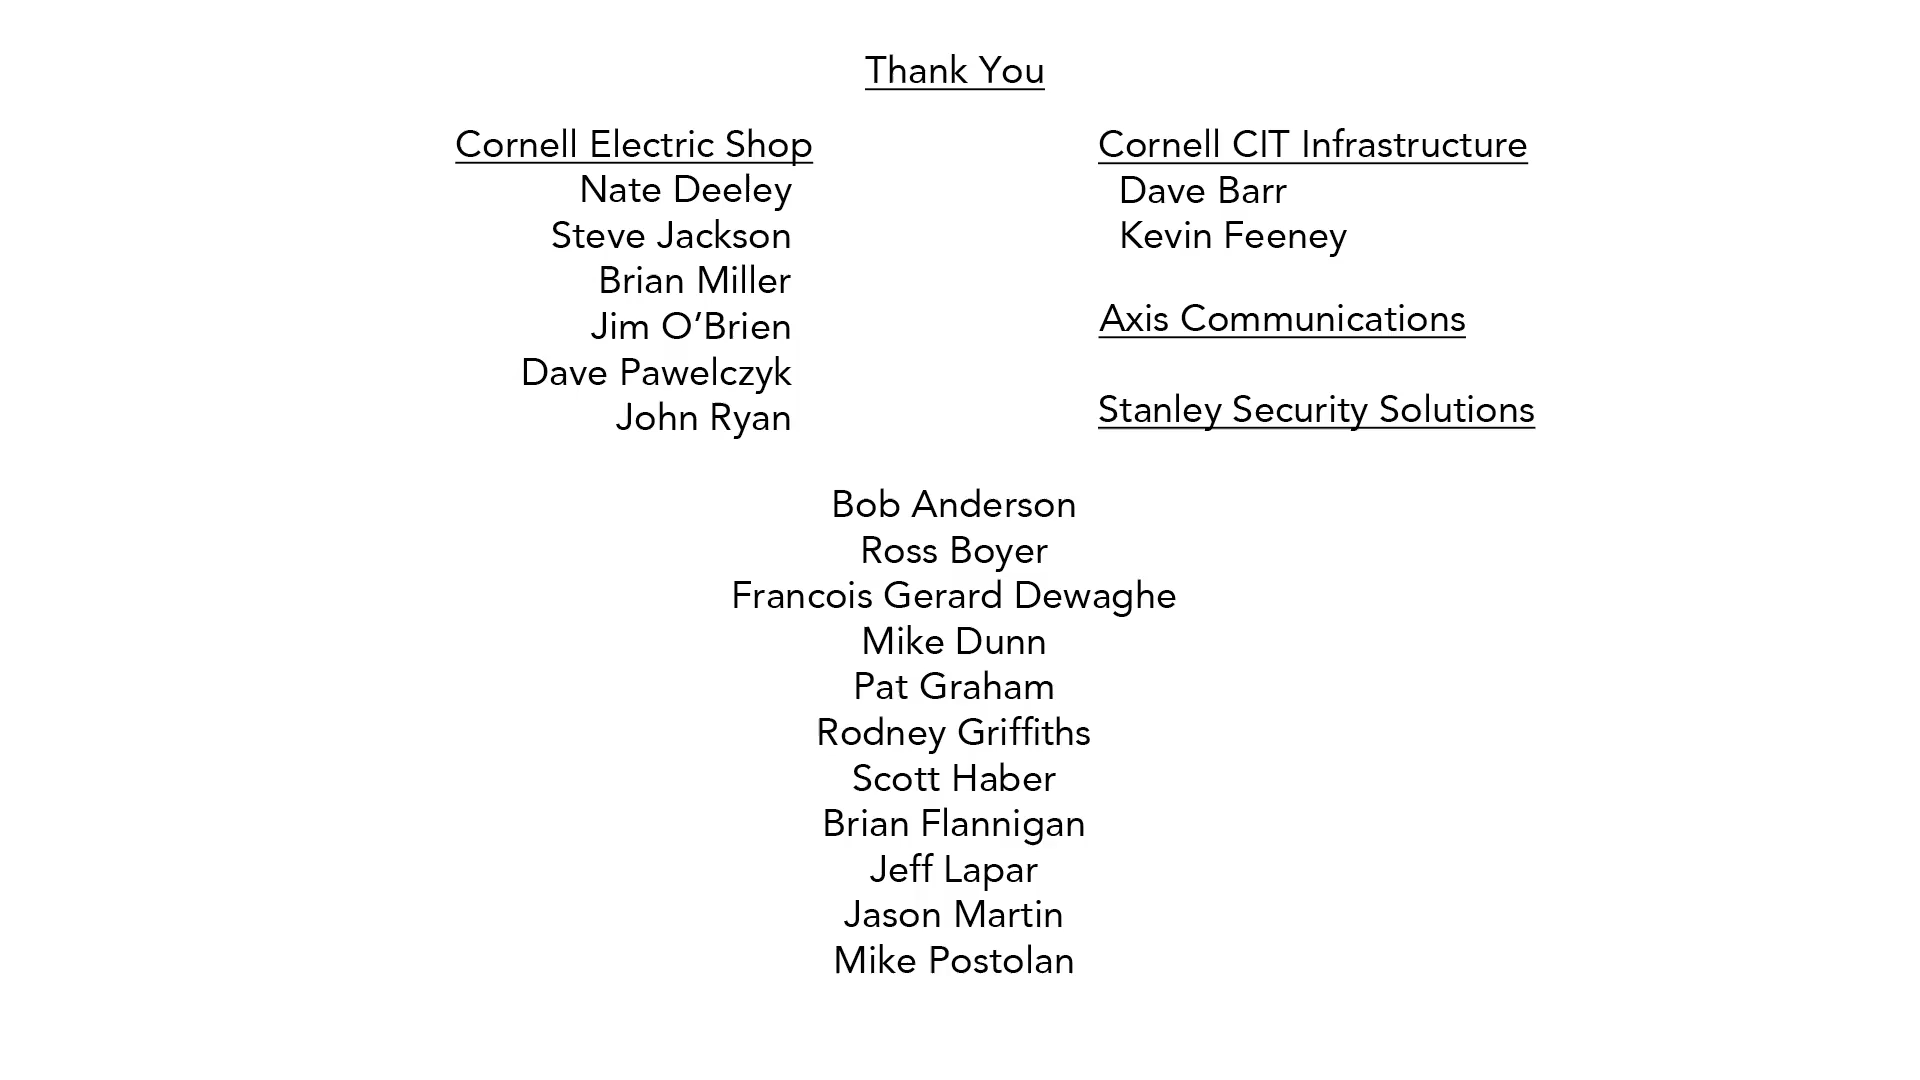 Thank You
Cornell Electric Shop
Nate Deeley
Steve Jackson
Brian Miller
Jim O’Brien
Dave Pawelczyk
John Ryan
Cornell CIT Infrastructure
Dave Barr
Kevin Feeney
Axis Communications
Stanley Security Solutions
Bob Anderson
Ross Boyer
Francois Gerard Dewaghe
Mike Dunn
Pat Graham
Rodney Griffiths
Scott Haber
Brian Flannigan
Jeff Lapar
Jason Martin
Mike Postolan